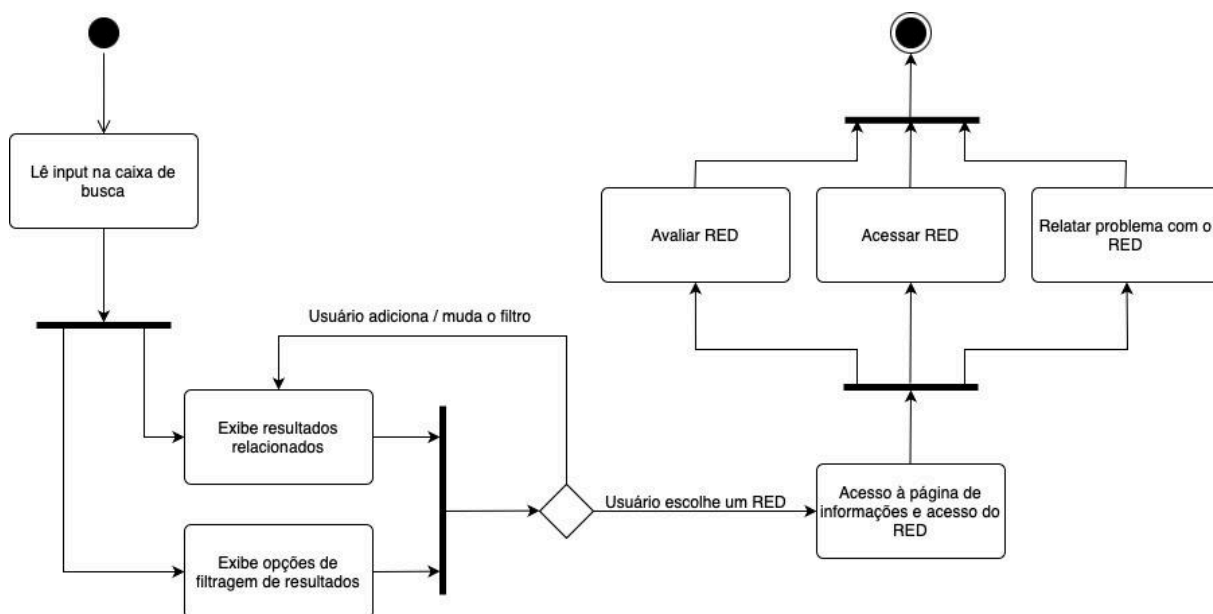 Lê input na caixa de
busca
Usuário adiciona / muda o filtro
Exibe resultados
relacionados
Exibe opções de
filtragem de resultados
Usuário escolhe um RED
Acesso à página de
informações e acesso do
RED
Avaliar RED
Acessar RED
Relatar problema com o
RED